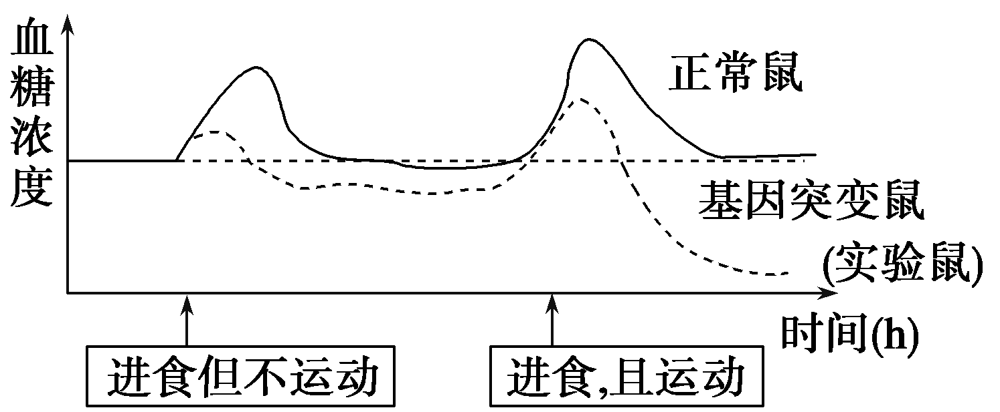 血糖浓度
正常鼠
基因突变鼠
(实验鼠)
时间(h)
进食但不运动
进食,且运动